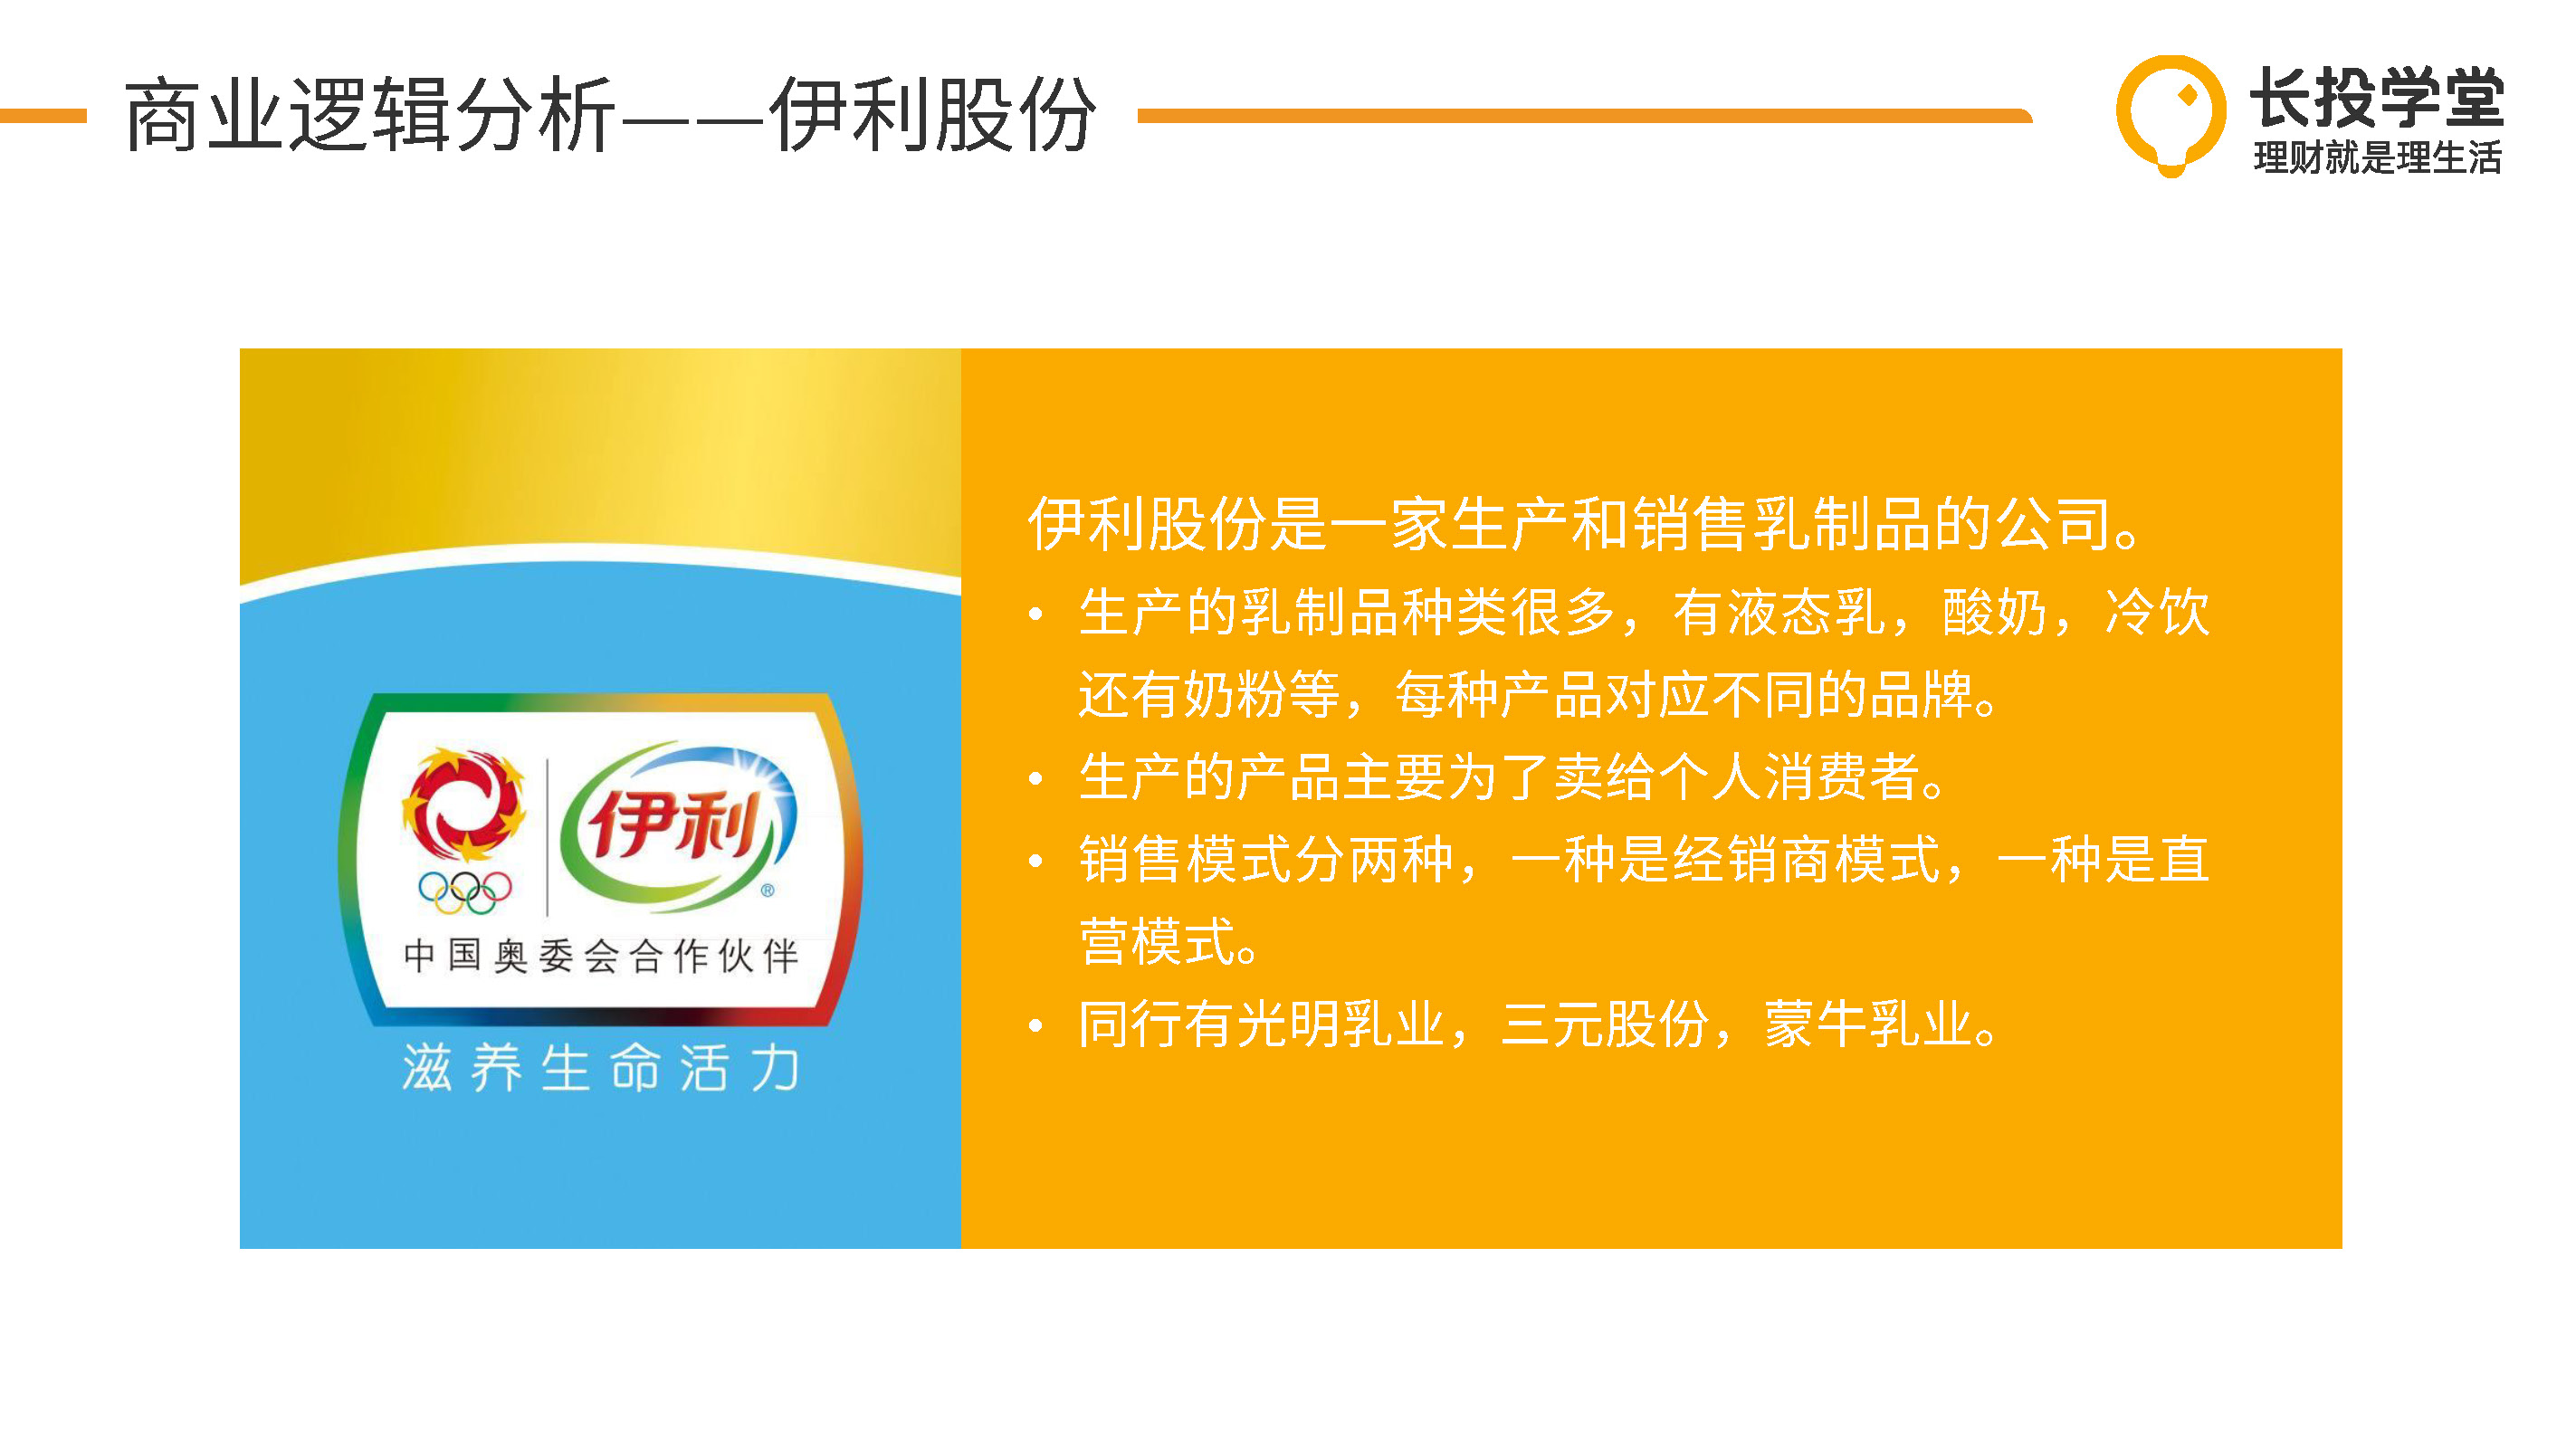 商业逻辑分析——伊利股份
长投学堂
理财就是理生活
伊利股份是一家生产和销售乳制品的公司。
• 生产的乳制品种类很多，有液态乳，酸奶，冷饮
还有奶粉等，每种产品对应不同的品牌。
• 生产的产品主要为了卖给个人消费者。
• 销售模式分两种，一种是经销商模式，一种是直
营模式。
• 同行有光明乳业，三元股份，蒙牛乳业。
伊利
®
中国奥委会合作伙伴
滋养生命活力